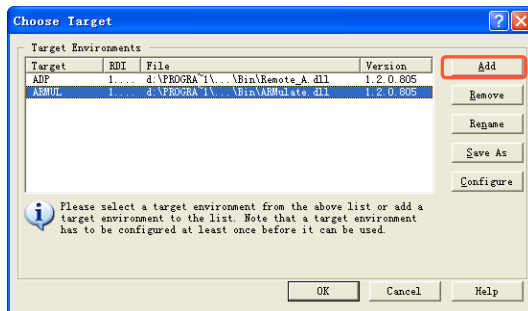 Choose Target
Target Environments
Target RDI File Version
ADP 1.... d:\PROGRA~1\...\Bin\Remote_A.dll 1.2.0.805
ARMUL 1.... d:\PROGRA~1\...\Bin\ARMulate.dll 1.2.0.805
Add
Remove
Rename
Save As
Configure
Please select a target environment from the above list or add a
target environment to the list. Note that a target environment
has to be configured at least once before it can be used.
OK Cancel Help